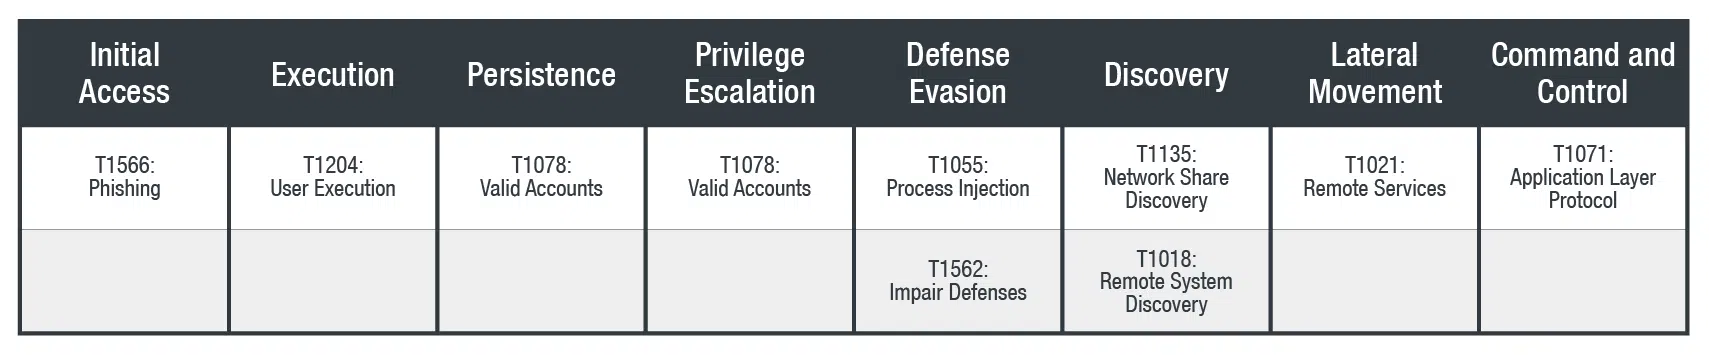 Initial
Access
Execution
Persistence
Privilege
Escalation
Defense
Evasion
Discovery
Lateral
Movement
Command and
Control
T1566:
Phishing
T1204:
User Execution
T1078:
Valid Accounts
T1078:
Valid Accounts
T1055:
Process Injection
T1135:
Network Share
Discovery
T1021:
Remote Services
T1071:
Application Layer
Protocol
T1562:
Impair Defenses
T1018:
Remote System
Discovery